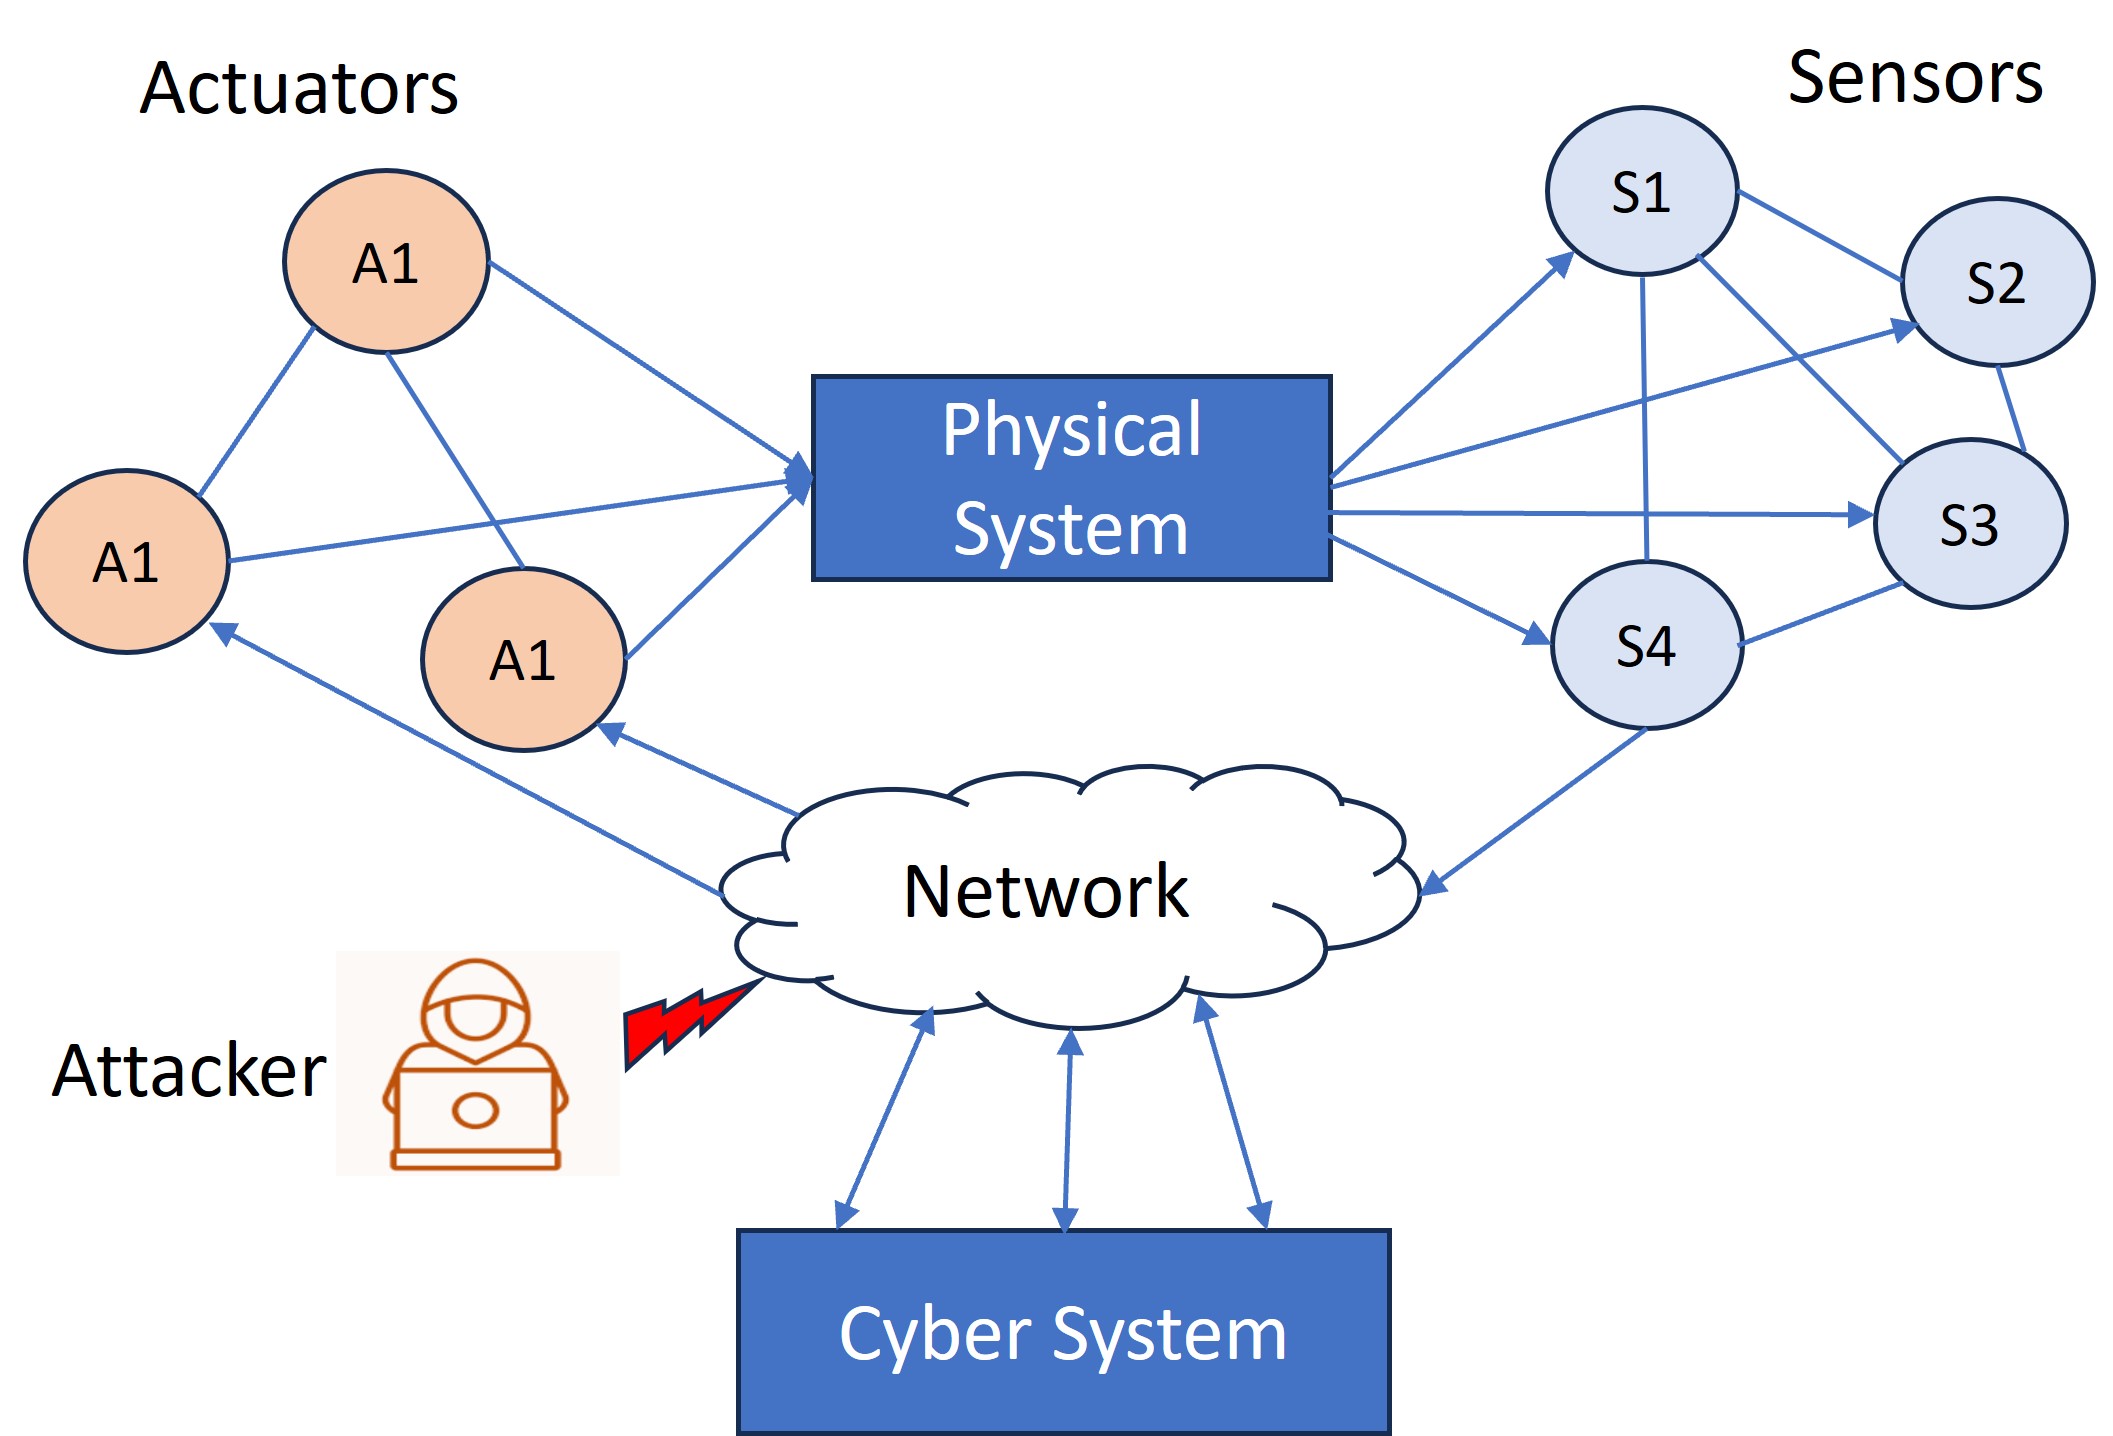 Actuators
Sensors
A1
S1
S2
A1
A1
Physical
System
S3
S4
Network
Attacker
Cyber System